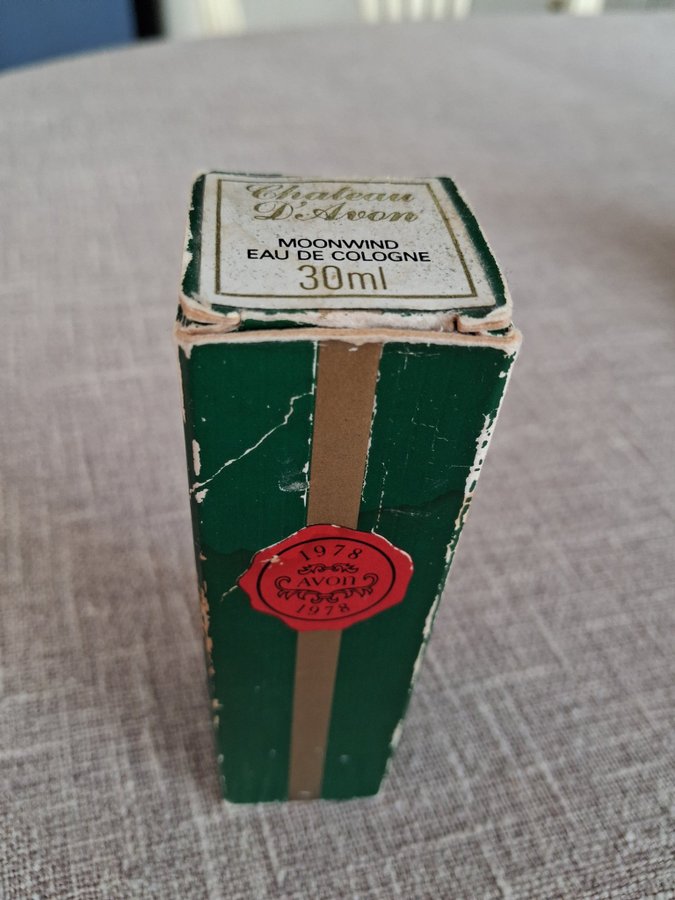 Chateau
D'Avon
MOONWIND
EAU DE COLOGNE
30ml
1978
AVON
1978